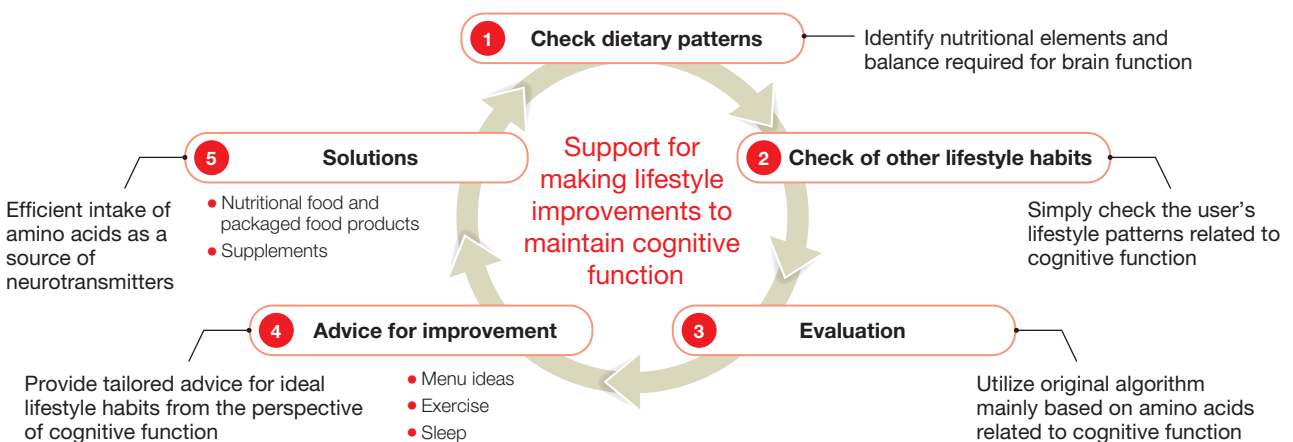 1 Check dietary patterns
Identify nutritional elements and
balance required for brain function
2 Check of other lifestyle habits
Simply check the user's
lifestyle patterns related to
cognitive function
3 Evaluation
Utilize original algorithm
mainly based on amino acids
related to cognitive function
4 Advice for improvement
• Menu ideas
• Exercise
• Sleep
Provide tailored advice for ideal
lifestyle habits from the perspective
of cognitive function
5 Solutions
• Nutritional food and
packaged food products
• Supplements
Efficient intake of
amino acids as a
source of
neurotransmitters
Support for
making lifestyle
improvements to
maintain cognitive
function